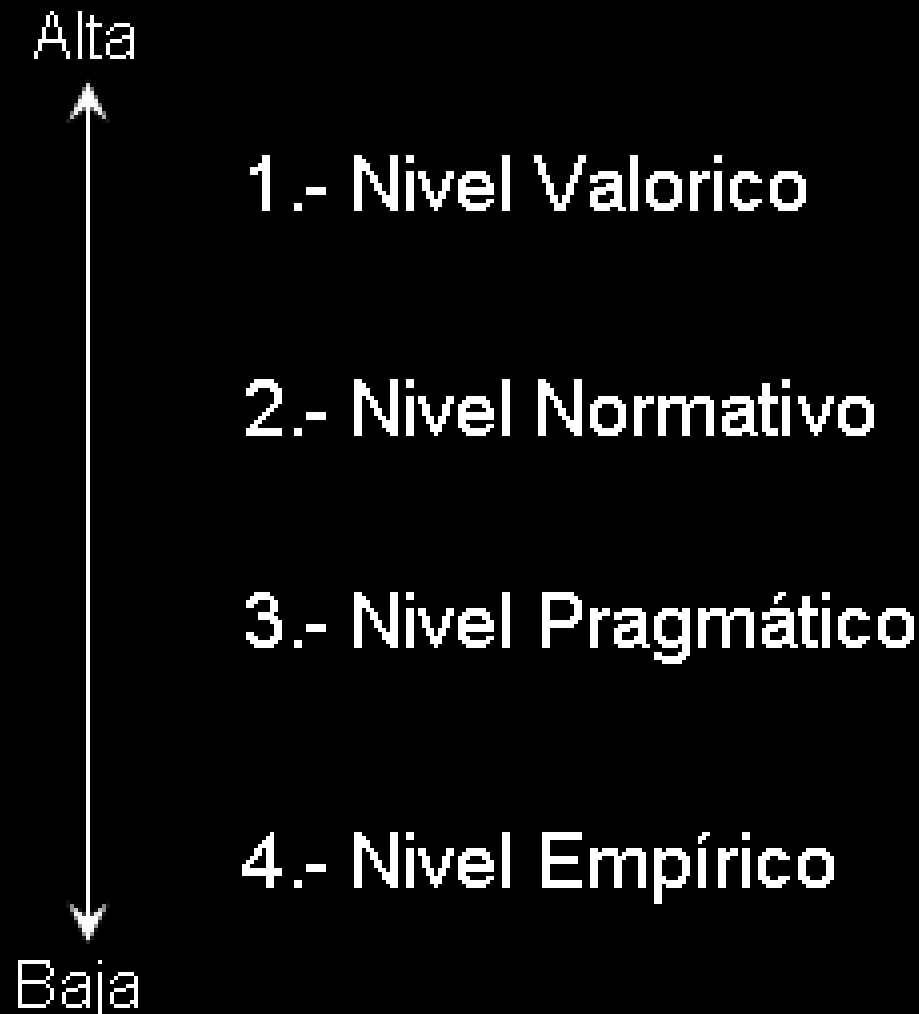 Alta
1.- Nivel Valorico
2.- Nivel Normativo
3.- Nivel Pragmático
4.- Nivel Empírico
Baja